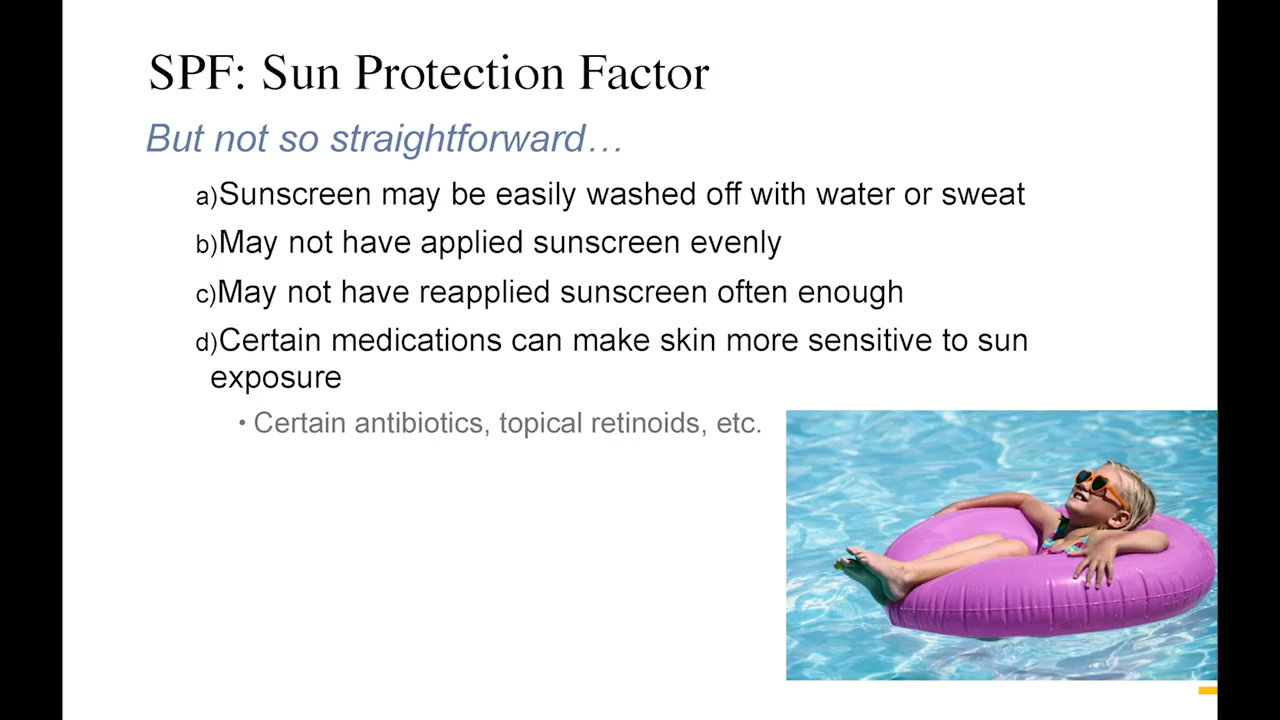 SPF: Sun Protection Factor
But not so straightforward…
a)Sunscreen may be easily washed off with water or sweat
b)May not have applied sunscreen evenly
c)May not have reapplied sunscreen often enough
d)Certain medications can make skin more sensitive to sun
exposure
• Certain antibiotics, topical retinoids, etc.